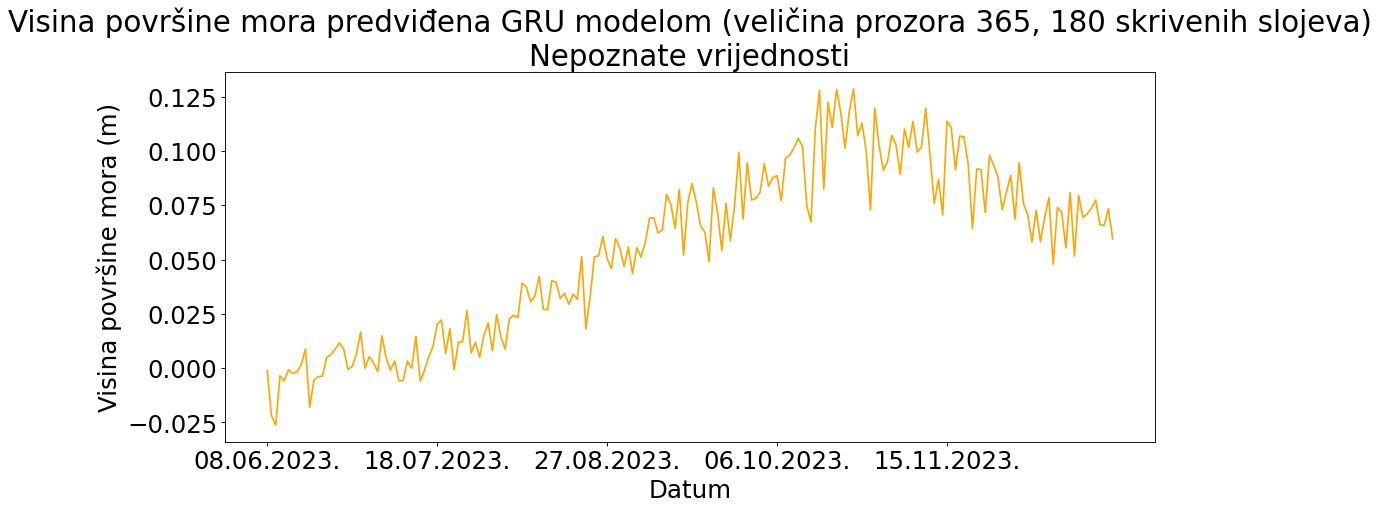 Visina površine mora predviđena GRU modelom (veličina prozora 365, 180 skrivenih slojeva)
Nepoznate vrijednosti
Visina površine mora (m)
0.125
0.100
0.075
0.050
0.025
0.000
−0.025
08.06.2023. 18.07.2023. 27.08.2023. 06.10.2023. 15.11.2023.
Datum